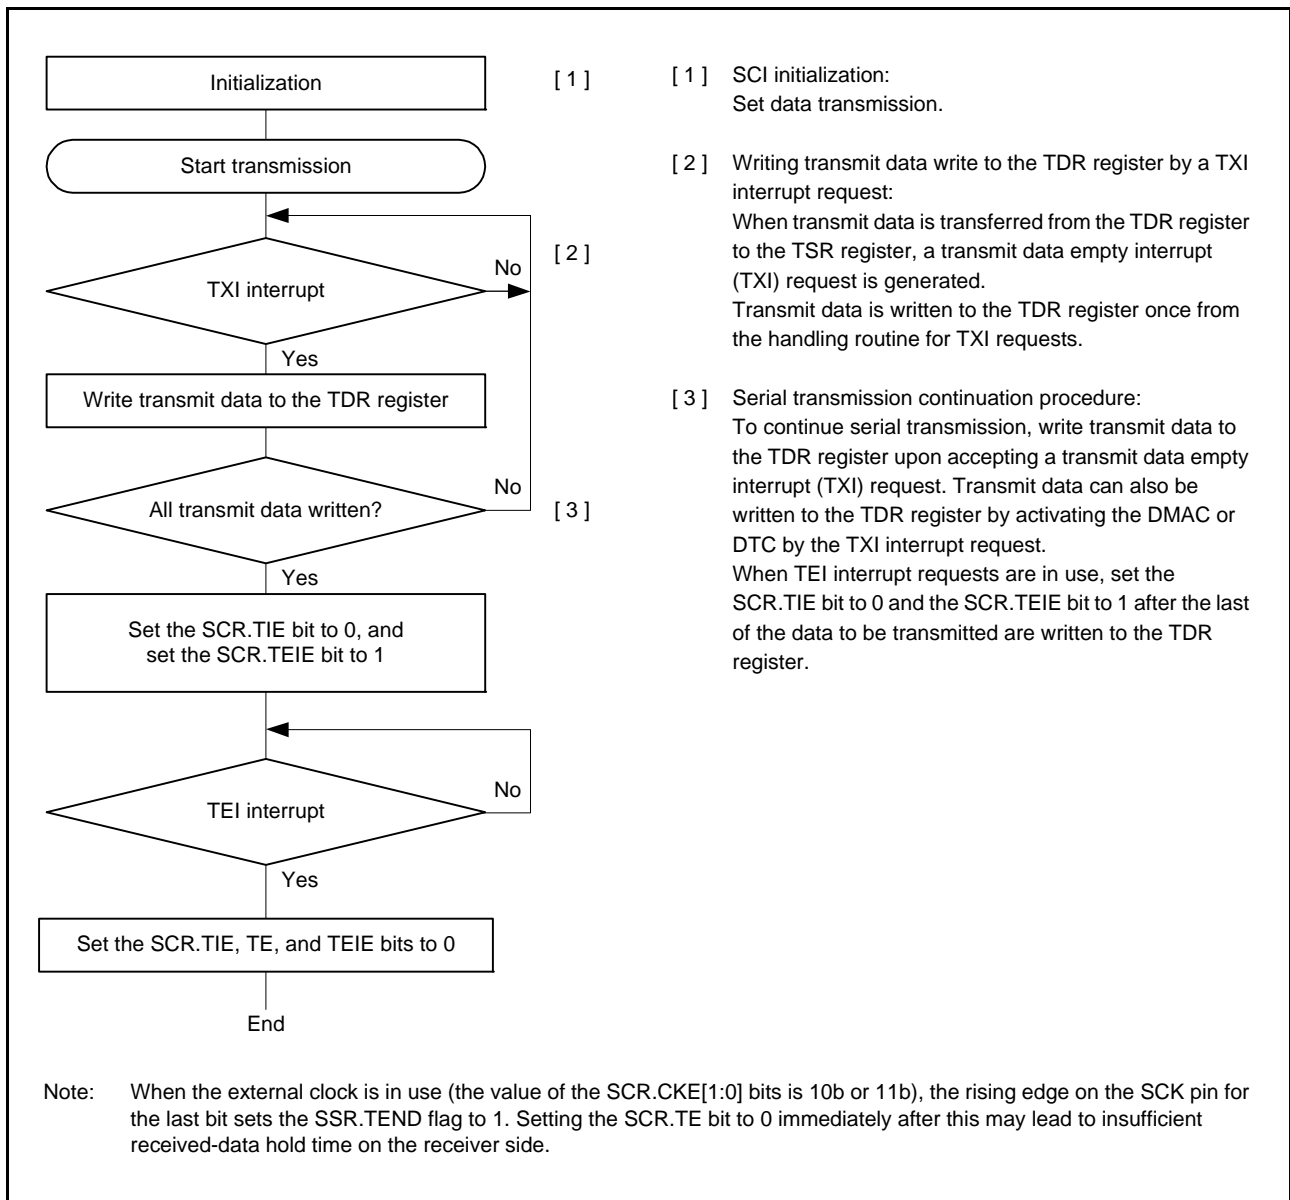 Initialization
[ 1 ]
Start transmission
[ 2 ]
TXI interrupt
No
Yes
Write transmit data to the TDR register
All transmit data written?
No
[ 3 ]
Yes
Set the SCR.TIE bit to 0, and
set the SCR.TEIE bit to 1
TEI interrupt
No
Yes
Set the SCR.TIE, TE, and TEIE bits to 0
End
[ 1 ] SCI initialization:
Set data transmission.
[ 2 ] Writing transmit data write to the TDR register by a TXI
interrupt request:
When transmit data is transferred from the TDR register
to the TSR register, a transmit data empty interrupt
(TXI) request is generated.
Transmit data is written to the TDR register once from
the handling routine for TXI requests.
[ 3 ] Serial transmission continuation procedure:
To continue serial transmission, write transmit data to
the TDR register upon accepting a transmit data empty
interrupt (TXI) request. Transmit data can also be
written to the TDR register by activating the DMAC or
DTC by the TXI interrupt request.
When TEI interrupt requests are in use, set the
SCR.TIE bit to 0 and the SCR.TEIE bit to 1 after the last
of the data to be transmitted are written to the TDR
register.
Note: When the external clock is in use (the value of the SCR.CKE[1:0] bits is 10b or 11b), the rising edge on the SCK pin for
the last bit sets the SSR.TEND flag to 1. Setting the SCR.TE bit to 0 immediately after this may lead to insufficient
received-data hold time on the receiver side.